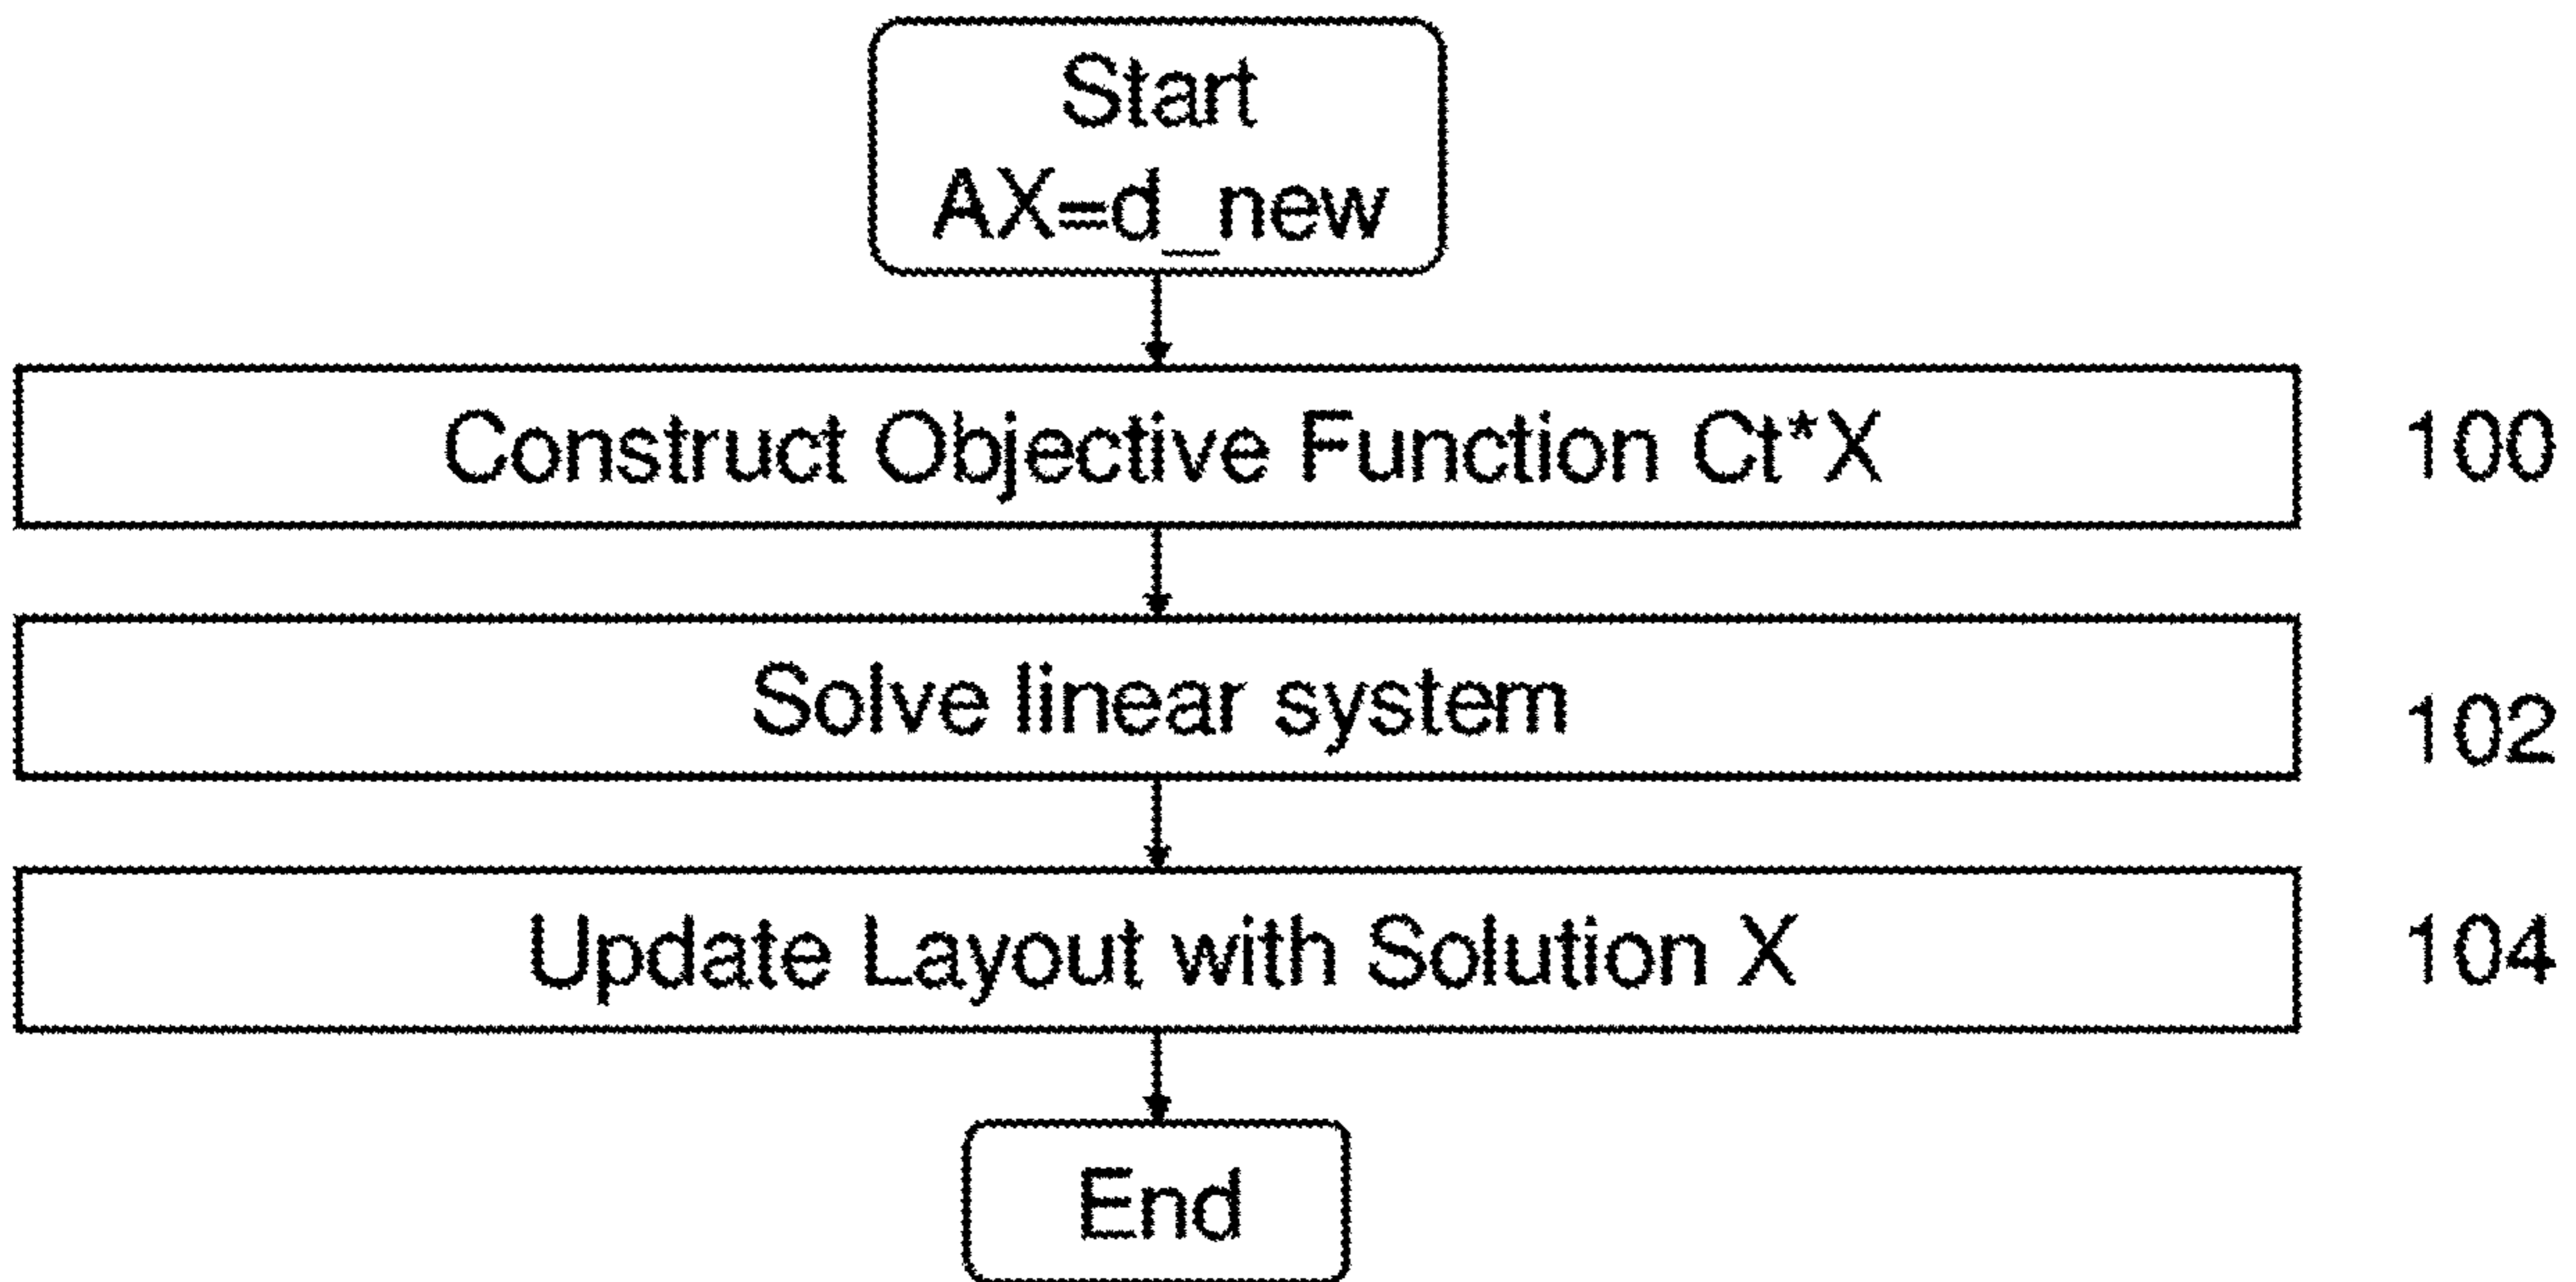 Start
AX=d_new
Construct Objective Function Ct*X
100
Solve linear system
102
Update Layout with Solution X
104
End